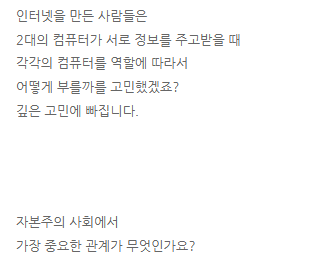 인터넷을 만든 사람들은
2대의 컴퓨터가 서로 정보를 주고받을 때
각각의 컴퓨터를 역할에 따라서
어떻게 부를까를 고민했겠죠?
깊은 고민에 빠집니다.
자본주의 사회에서
가장 중요한 관계가 무엇인가요?